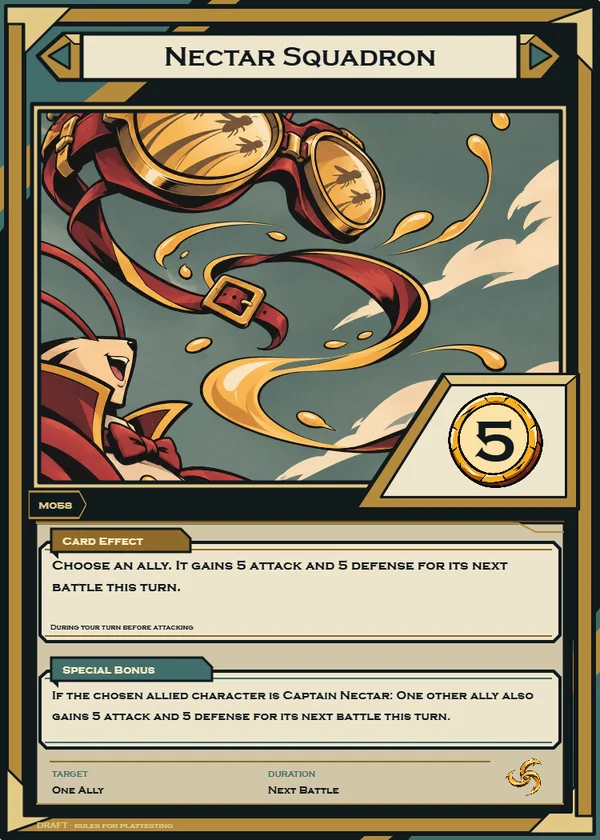 Nectar Squadron
5
M058
Card Effect
Choose an ally. It gains 5 attack and 5 defense for its next
battle this turn.
During your turn before attacking
Special Bonus
If the chosen allied character is Captain Nectar: One other ally also
gains 5 attack and 5 defense for its next battle this turn.
Target
Duration
One Ally
Next Battle
DRAFT · Rules for playtesting